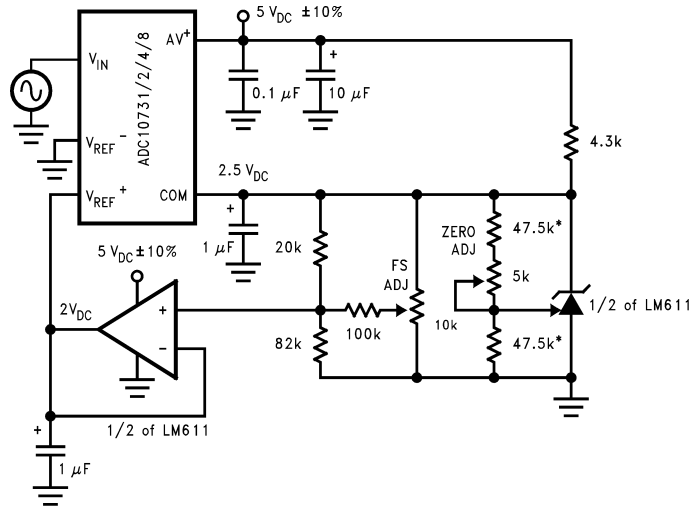 5 VDC ±10%
AV+
VIN
ADC10731/2/4/8
0.1 μF
+
10 μF
VREF−
4.3k
2.5 VDC
VREF+
COM
+
1 μF
20k
ZERO
ADJ
47.5k*
5k
FS
ADJ
5 VDC ±10%
2VDC
+
−
100k
10k
1/2 of LM611
82k
47.5k*
1/2 of LM611
+
1 μF